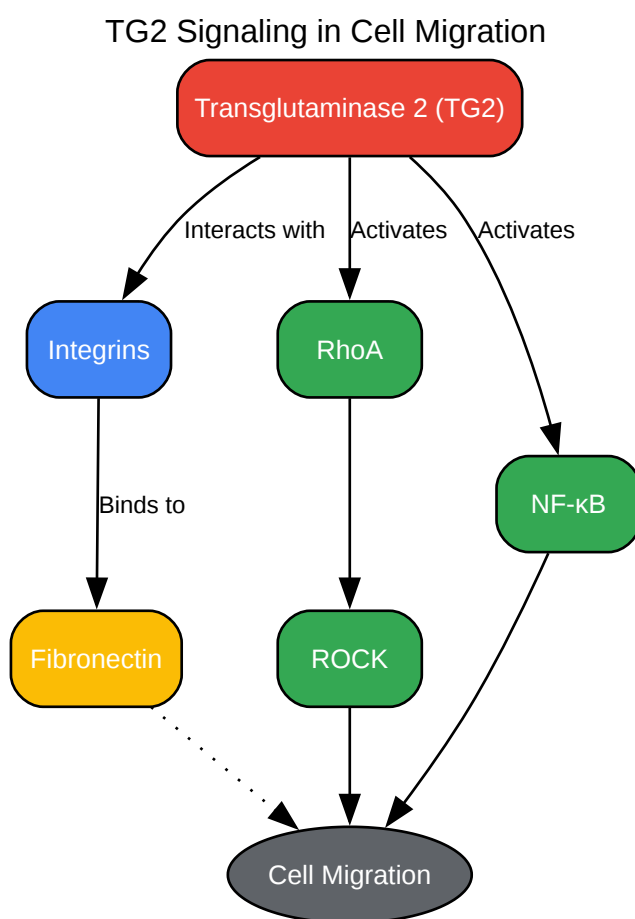 TG2 Signaling in Cell Migration
Transglutaminase 2 (TG2)
Interacts with
Activates
Activates
Integrins
RhoA
NF-κB
Binds to
Fibronectin
ROCK
Cell Migration